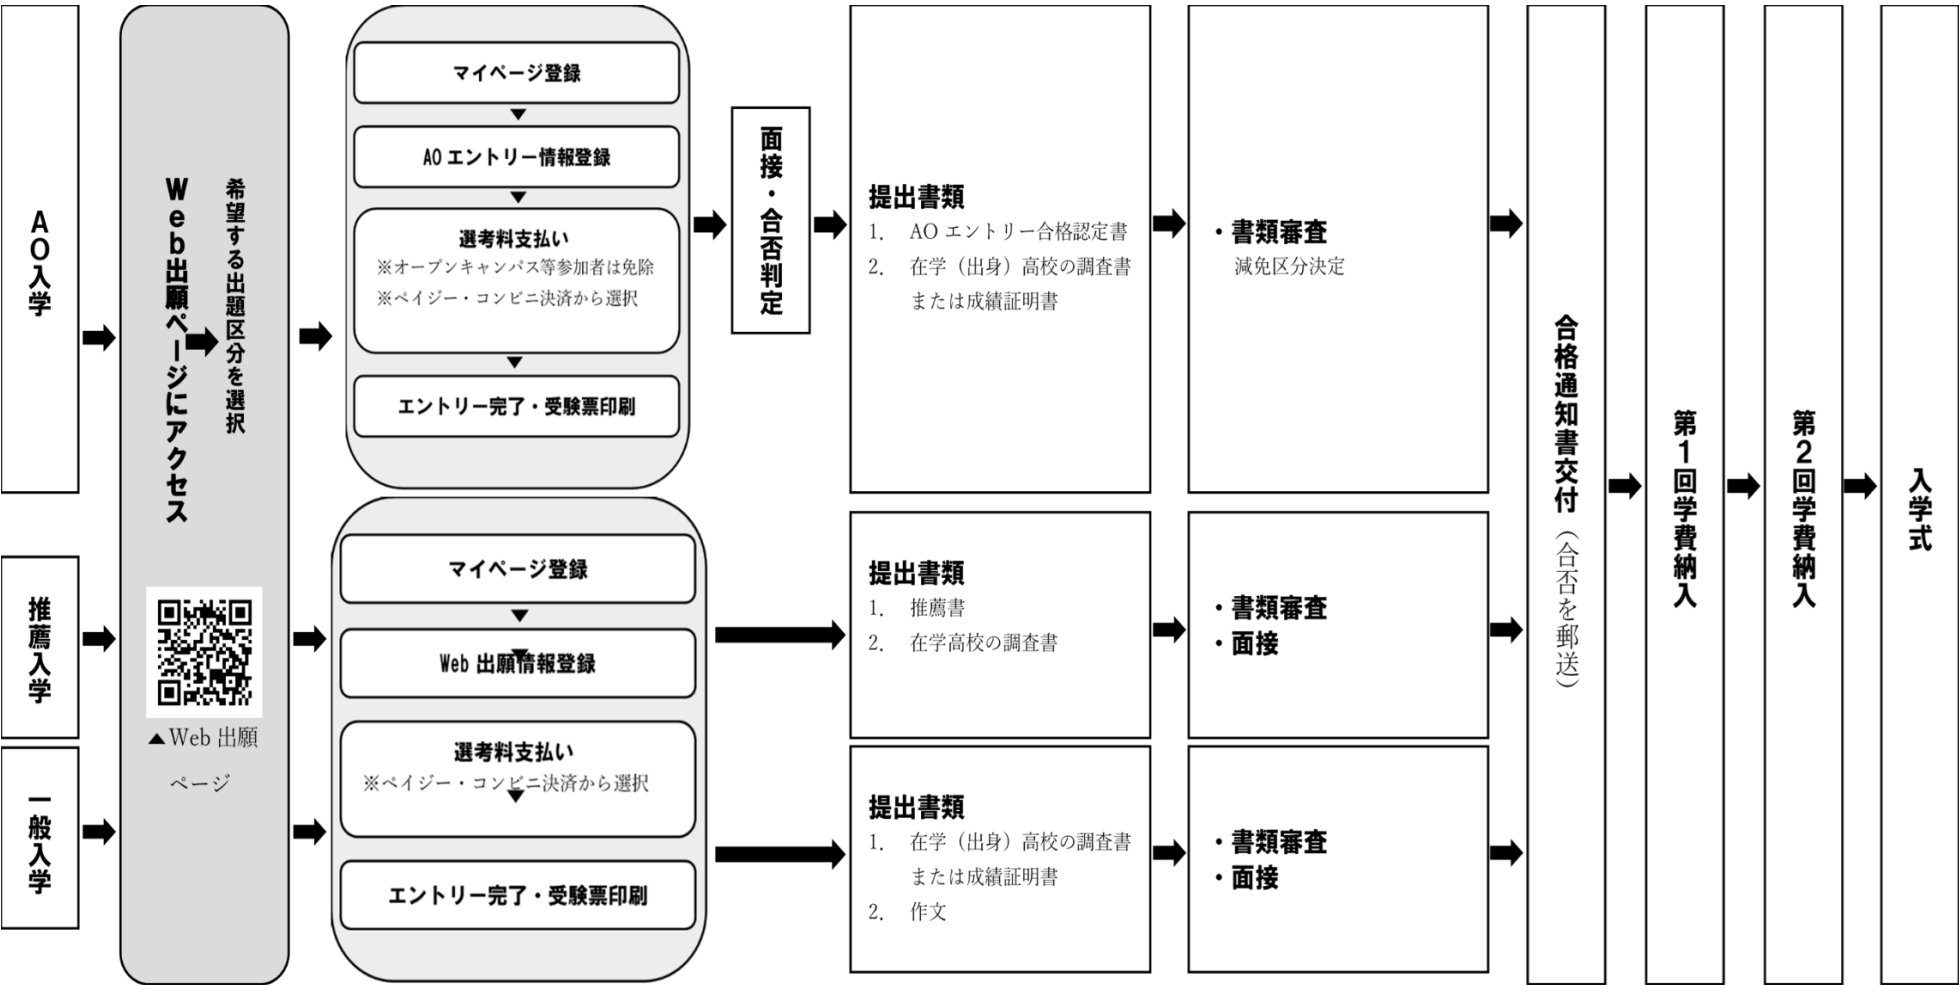 AO入学
推薦入学
一般入学
Web出願ページにアクセス
希望する出題区分を選択
▲Web 出願
ページ
マイページ登録
▼
AO エントリー情報登録
▼
選考料支払い
※オープンキャンパス等参加者は免除
※ペイジー・コンビニ決済から選択
▼
エントリー完了・受験票印刷
マイページ登録
▼
Web 出願情報登録
▼
選考料支払い
※ペイジー・コンビニ決済から選択
▼
エントリー完了・受験票印刷
面接・合否判定
提出書類
1. AO エントリー合格認定書
2. 在学（出身）高校の調査書
または成績証明書
・書類審査
減免区分決定
提出書類
1. 推薦書
2. 在学高校の調査書
・書類審査
・面接
提出書類
1. 在学（出身）高校の調査書
または成績証明書
2. 作文
・書類審査
・面接
合格通知書交付（合否を郵送）
第1回学費納入
第2回学費納入
入学式